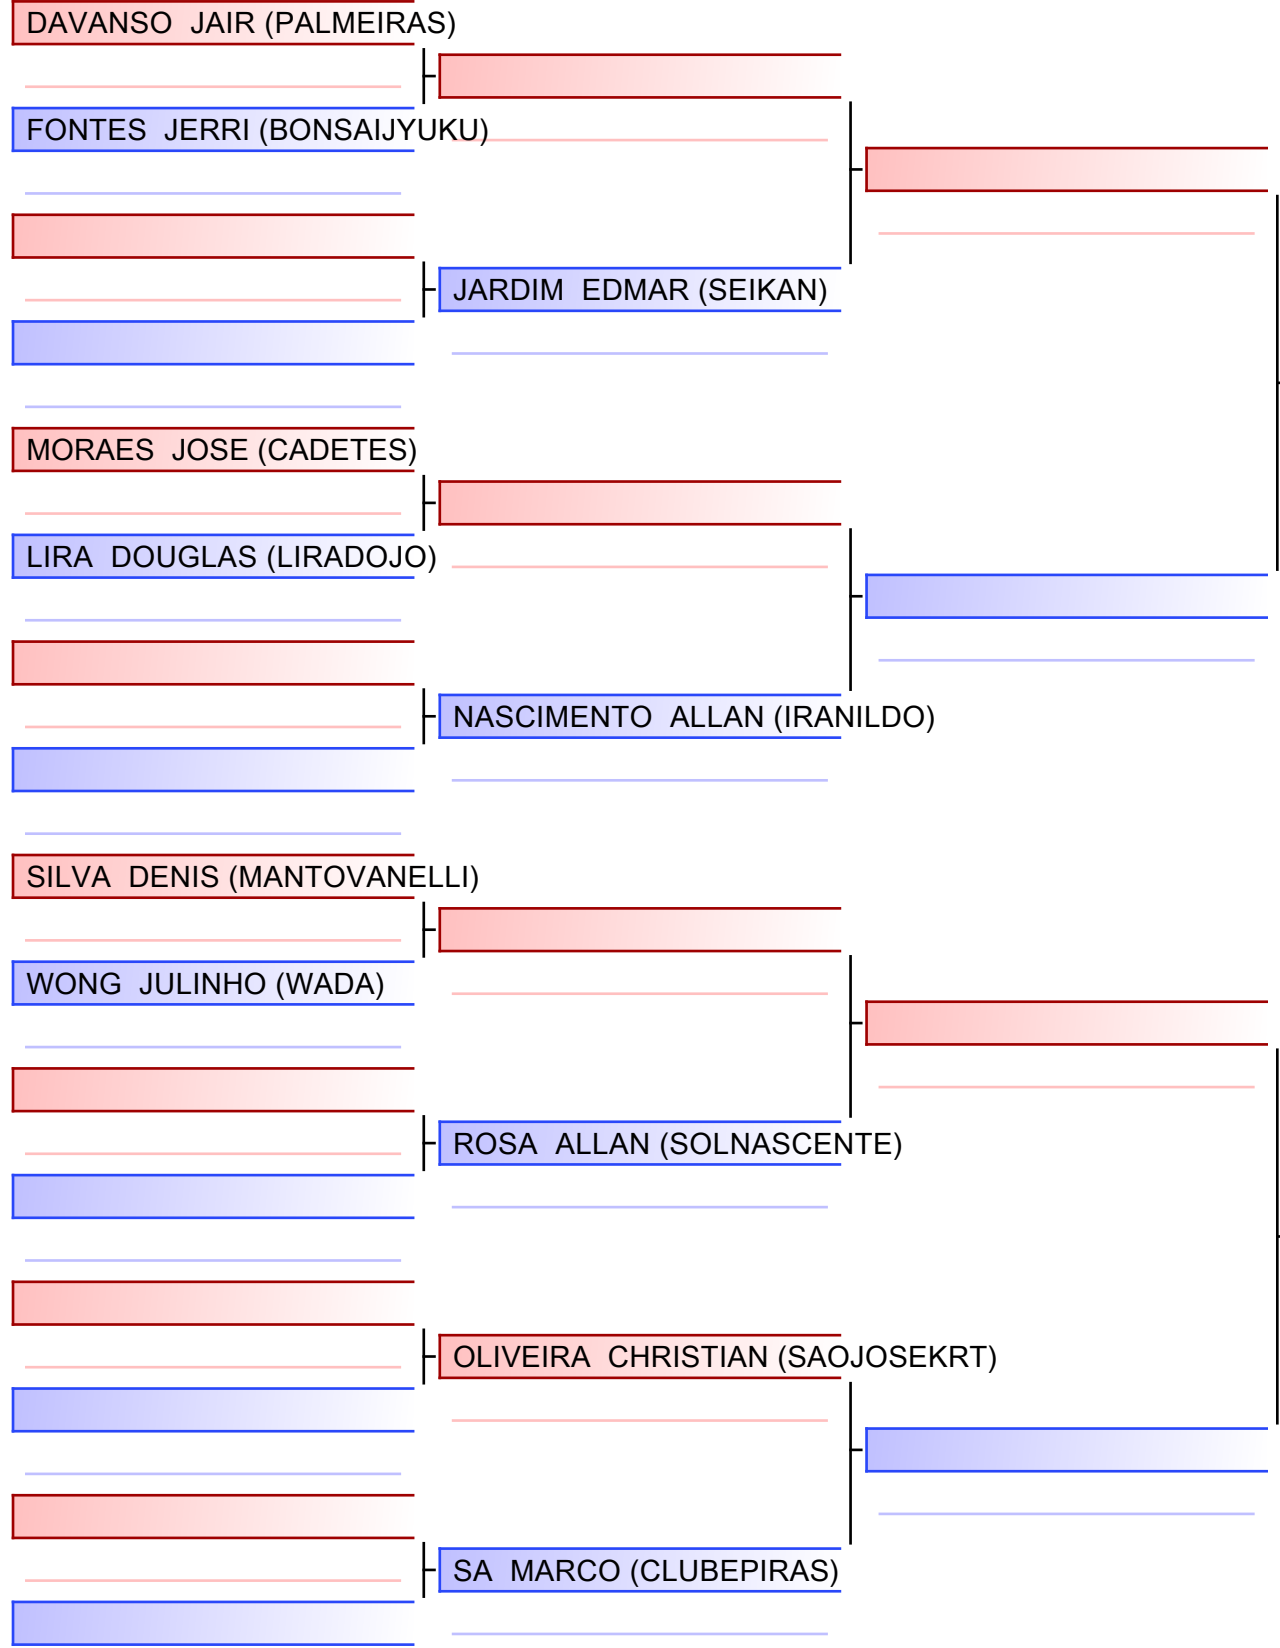 DAVANSO  JAIR (PALMEIRAS)
FONTES  JERRI (BONSAIJYUKU)
JARDIM  EDMAR (SEIKAN)
MORAES  JOSE (CADETES)
LIRA  DOUGLAS (LIRADOJO)
NASCIMENTO  ALLAN (IRANILDO)
SILVA  DENIS (MANTOVANELLI)
WONG  JULINHO (WADA)
ROSA  ALLAN (SOLNASCENTE)
OLIVEIRA  CHRISTIAN (SAOJOSEKRT)
SA  MARCO (CLUBEPIRAS)